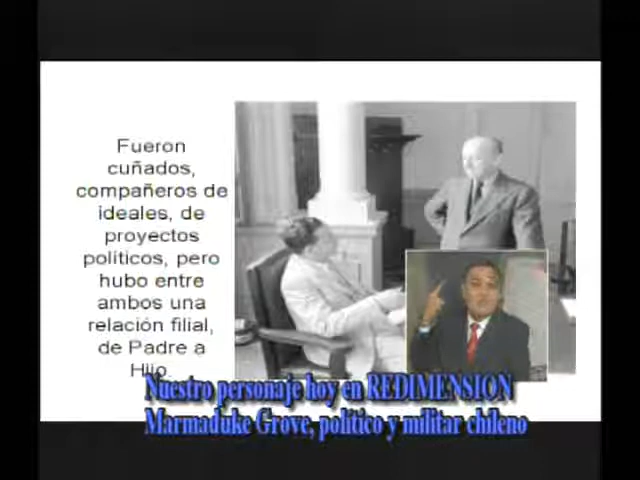 Fueron
cuñados,
compañeros de
ideales, de
proyectos
políticos, pero
hubo entre
ambos una
relación filial,
de Padre a
Hijo.
Nuestro personaje hoy en REDIMENSION
Marmaduke Grove, político y militar chileno